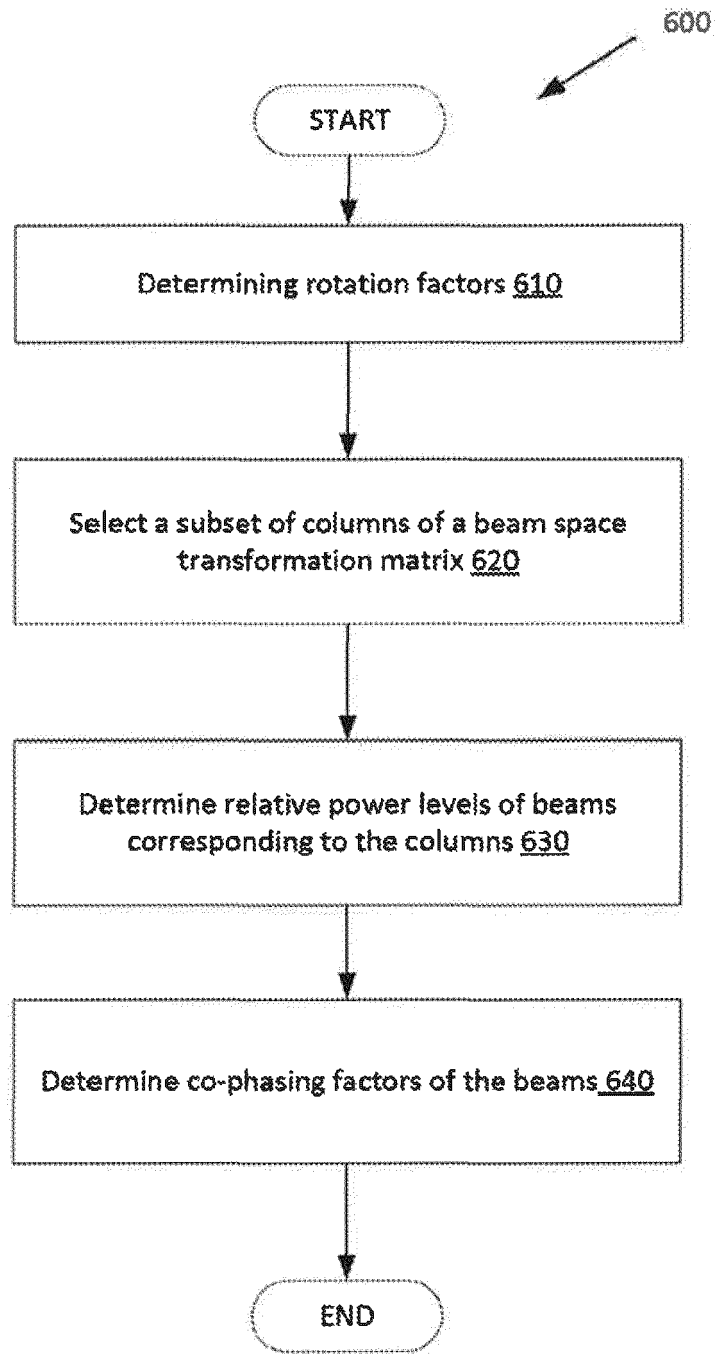 600
START
Determining rotation factors 610
Select a subset of columns of a beam space
transformation matrix 620
Determine relative power levels of beams
corresponding to the columns 630
Determine co-phasing factors of the beams 640
END